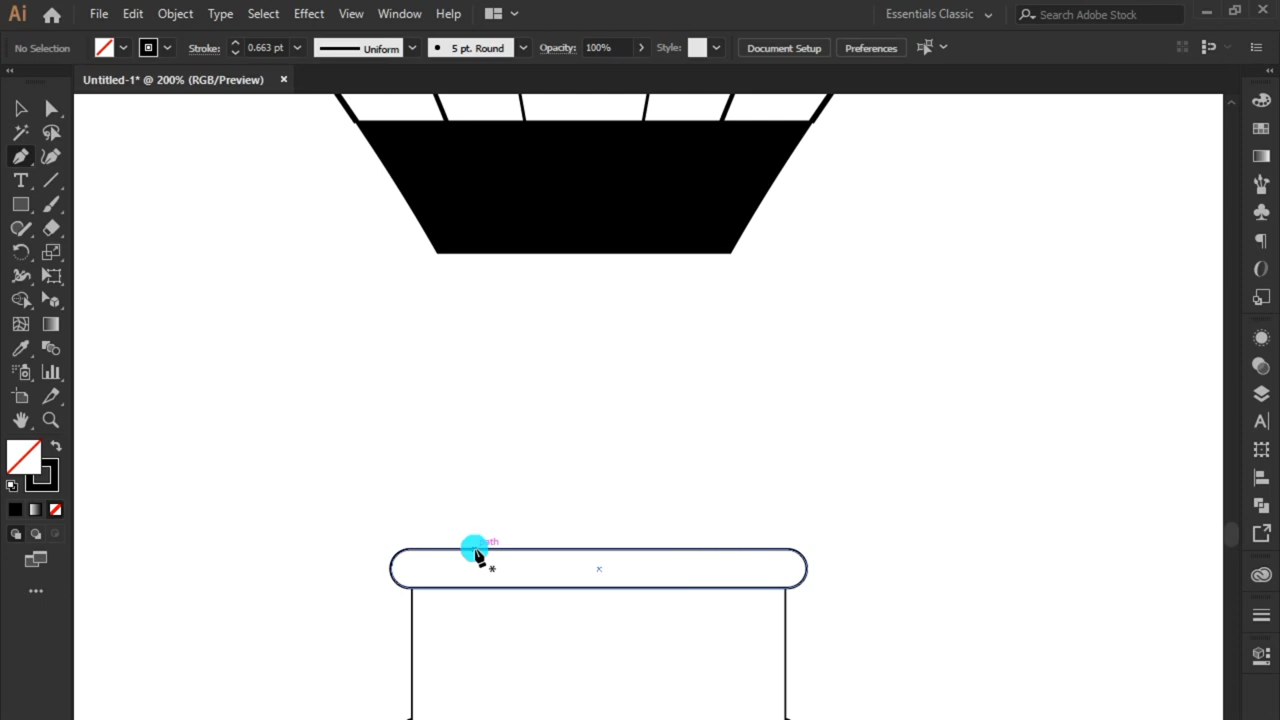 Ai File Edit Object Type Select Effect View Window Help Essentials Classic Search Adobe Stock
No Selection Stroke: 0.663 pt Uniform 5 pt. Round Opacity: 100% Style: Document Setup Preferences
Untitled-1* @ 200% (RGB/Preview) ×
path